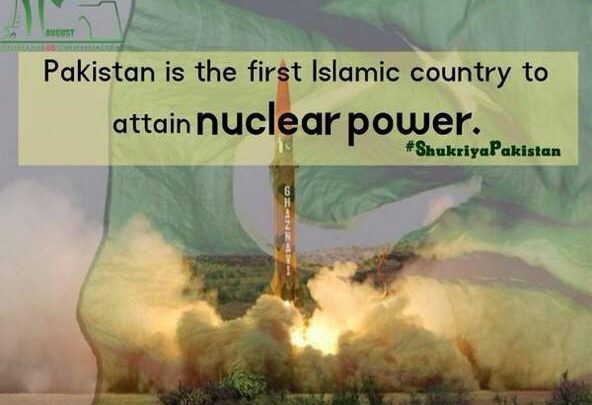 AUGUST
Pakistan is the first Islamic country to
attain nuclear power.
#ShukriyaPakistan
GHAZNAVI